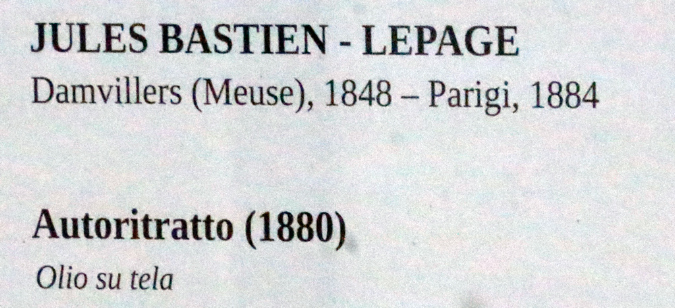 JULES BASTIEN - LEPAGE
Damvillers (Meuse), 1848 – Parigi, 1884
Autoritratto (1880)
Olio su tela